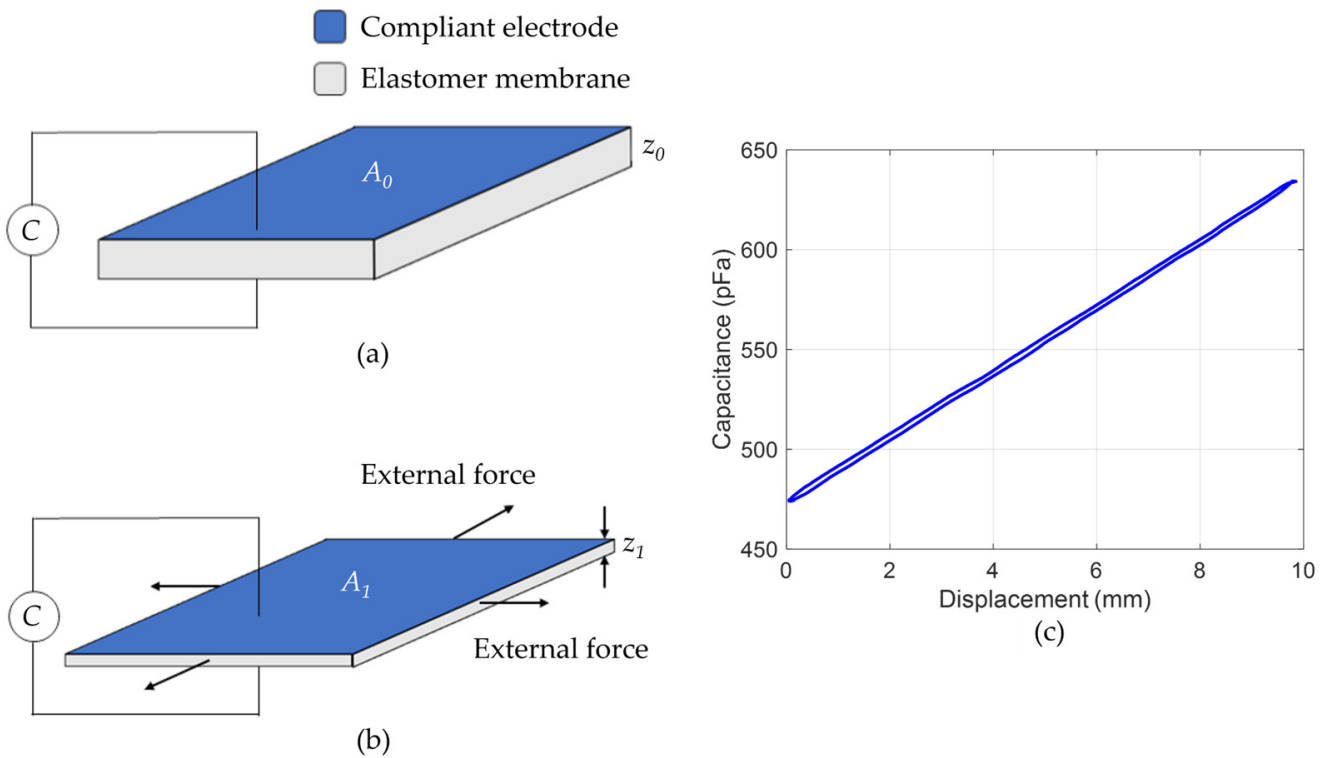 Compliant electrode
Elastomer membrane
z0
A0
C
(a)
External force
z1
A1
C
External force
(b)
650
600
550
500
450
Capacitance (pFa)
0 2 4 6 8 10
Displacement (mm)
(c)